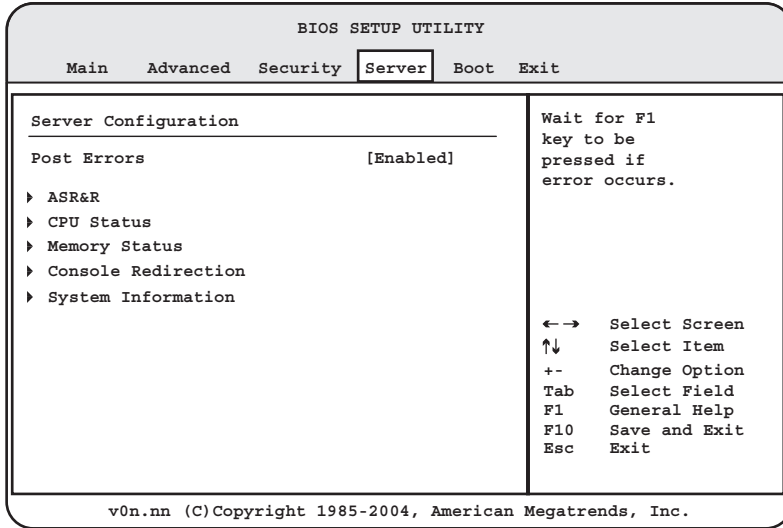 BIOS SETUP UTILITY
Main Advanced Security Server Boot Exit
Server Configuration
Post Errors [Enabled]
ASR&R
CPU Status
Memory Status
Console Redirection
System Information
Wait for F1
key to be
pressed if
error occurs.
←→ Select Screen
↑↓ Select Item
+- Change Option
Tab Select Field
F1 General Help
F10 Save and Exit
Esc Exit
v0n.nn (C)Copyright 1985-2004, American Megatrends, Inc.